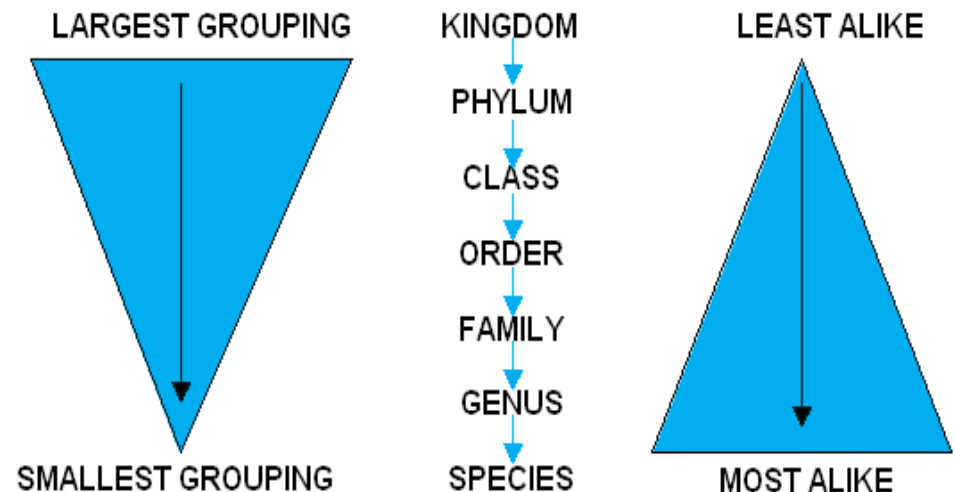 LARGEST GROUPING
KINGDOM
LEAST ALIKE
PHYLUM
CLASS
ORDER
FAMILY
GENUS
SMALLEST GROUPING
SPECIES
MOST ALIKE